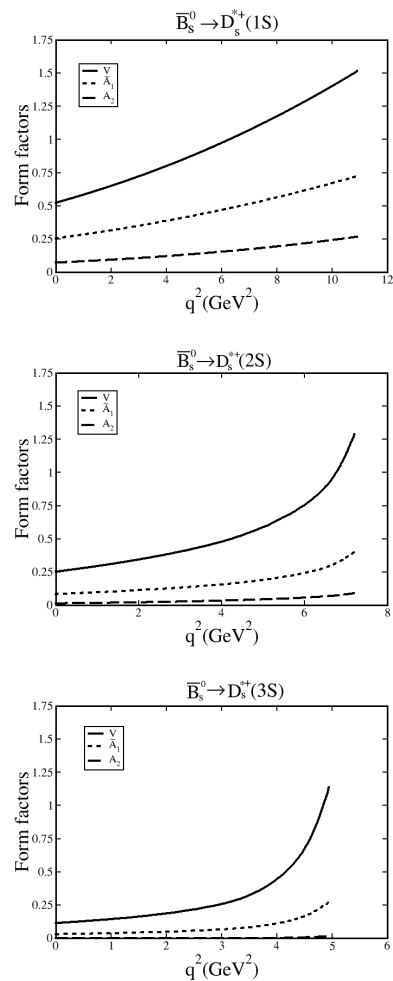 B̅s⁰→Ds*⁺(1S)
1.75
1.5
1.25
1
0.75
0.5
0.25
0
V
Ã₁
A₂
Form factors
0 2 4 6 8 10 12
q²(GeV²)
B̅s⁰→Ds*⁺(2S)
1.75
1.5
1.25
1
0.75
0.5
0.25
0
V
Ã₁
A₂
Form factors
0 2 4 6 8
q²(GeV²)
B̅s⁰→Ds*⁺(3S)
1.75
1.5
1.25
1
0.75
0.5
0.25
0
V
Ã₁
A₂
Form factors
0 1 2 3 4 5 6
q²(GeV²)